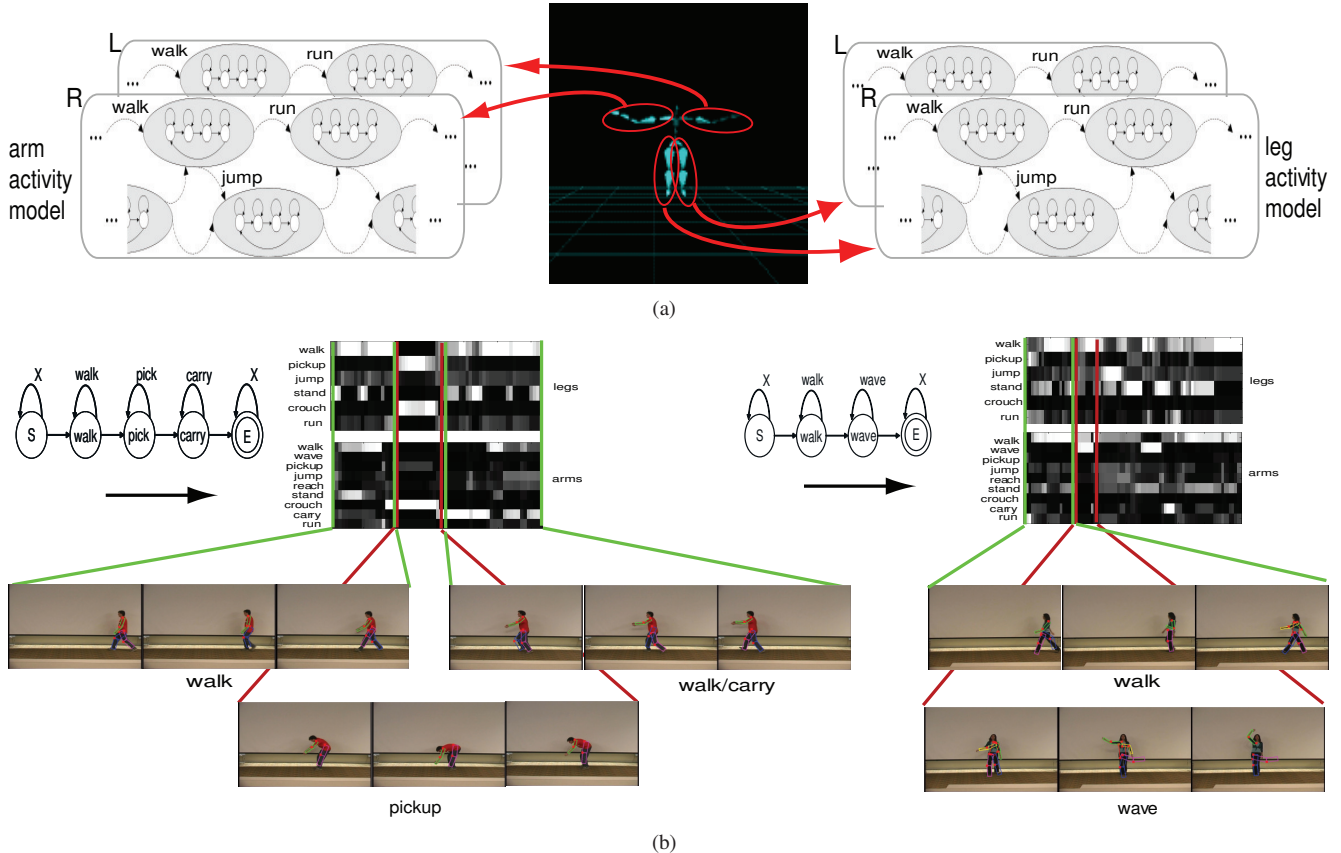 L
walk
run
...
...
R
walk
run
...
...
...
jump
...
...
arm
activity
model
L
walk
run
...
...
R
walk
run
...
...
...
jump
...
...
leg
activity
model
(a)
X
walk
pick
carry
X
S
walk
pick
carry
E
walk
pickup
jump
stand
crouch
run
legs
walk
wave
pickup
jump
reach
stand
crouch
carry
run
arms
X
walk
wave
X
S
walk
wave
E
walk
pickup
jump
stand
crouch
run
legs
walk
wave
pickup
jump
reach
stand
crouch
carry
run
arms
walk
walk/carry
pickup
walk
wave
(b)